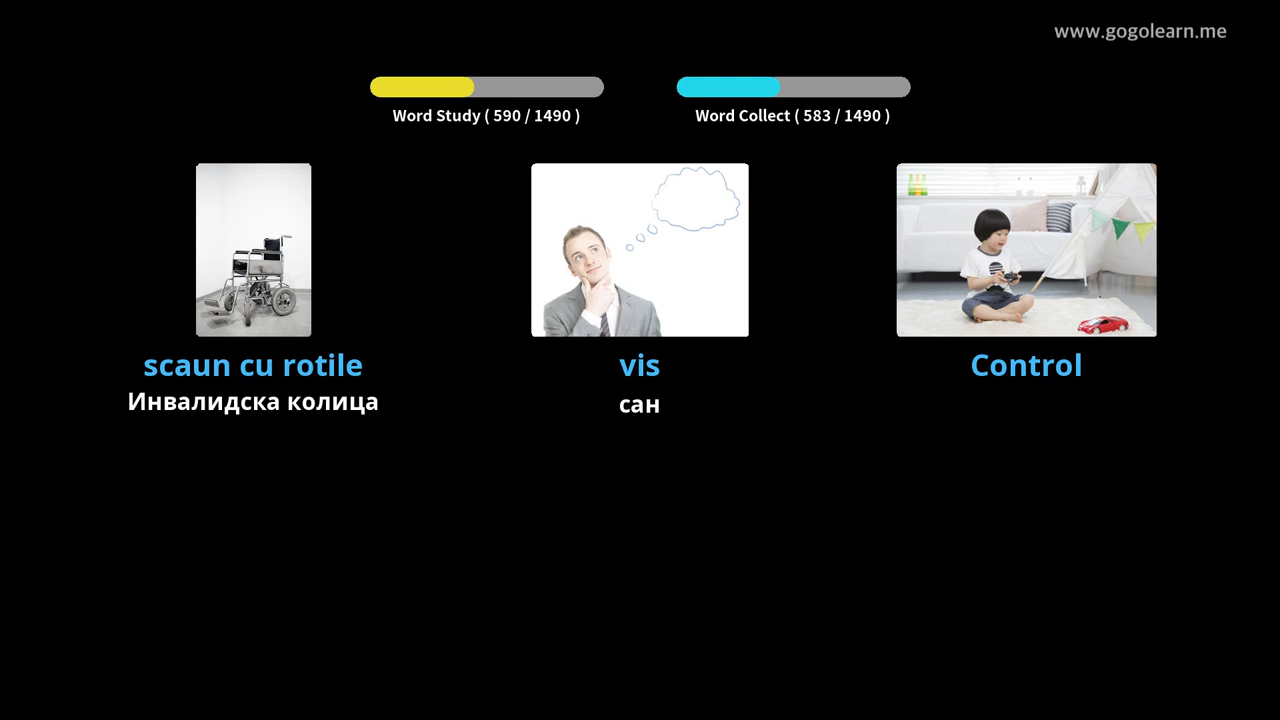 www.gogolearn.me
Word Study ( 590 / 1490 )
Word Collect ( 583 / 1490 )
scaun cu rotile
Инвалидска колица
vis
сан
Control